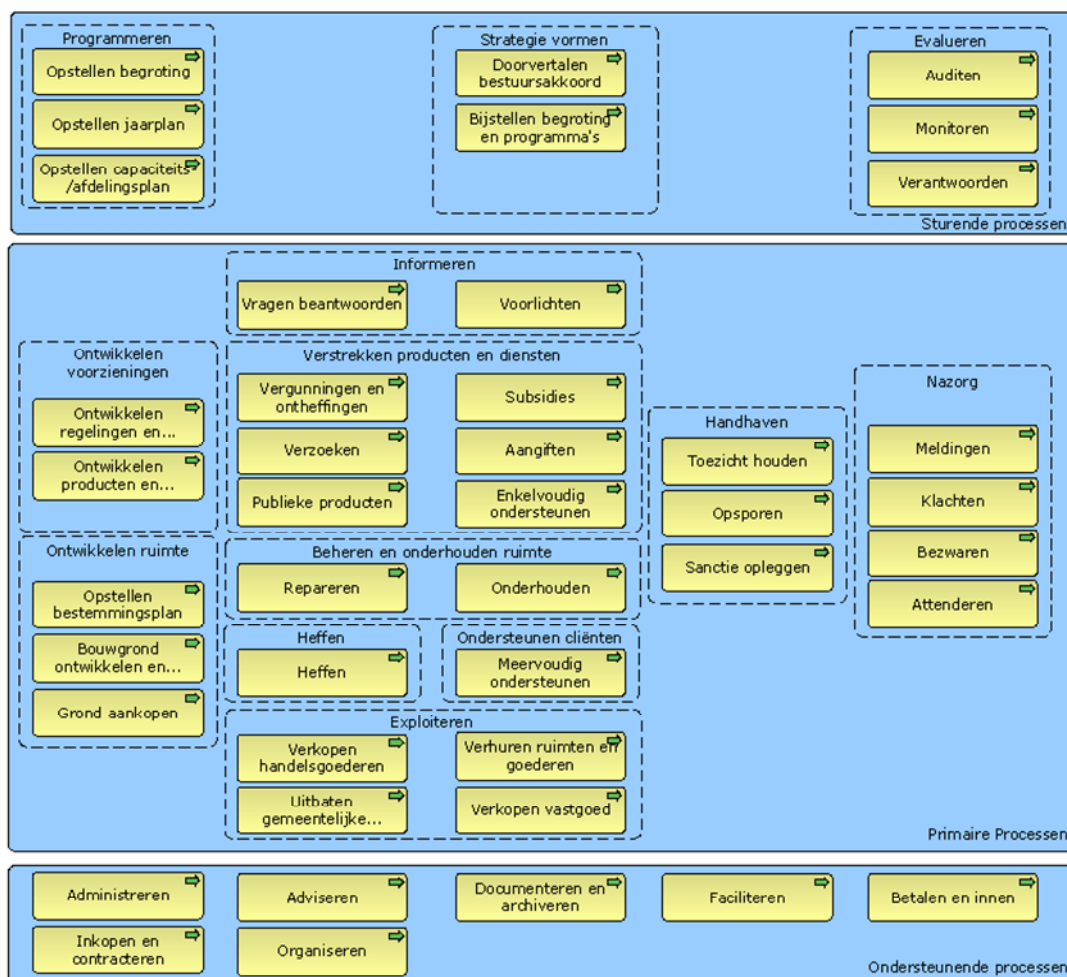 Programmeren
Opstellen begroting
Opstellen jaarplan
Opstellen capaciteits
/afdelingsplan
Strategie vormen
Doorvertalen
bestuursakkoord
Bijstellen begroting
en programma's
Evalueren
Auditen
Monitoren
Verantwoorden
Sturende processen
Informeren
Vragen beantwoorden
Voorlichten
Ontwikkelen
voorzieningen
Ontwikkelen
regelingen en...
Ontwikkelen
producten en...
Verstrekken producten en diensten
Vergunningen en
ontheffingen
Subsidies
Verzoeken
Aangiften
Publieke producten
Enkelvoudig
ondersteunen
Handhaven
Toezicht houden
Opsporen
Sanctie opleggen
Nazorg
Meldingen
Klachten
Bezwaren
Attenderen
Ontwikkelen ruimte
Opstellen
bestemmingsplan
Bouwgrond
ontwikkelen en...
Grond aankopen
Beheren en onderhouden ruimte
Repareren
Onderhouden
Heffen
Heffen
Ondersteunen cliënten
Meervoudig
ondersteunen
Exploiteren
Verkopen
handelsgoederen
Verhuren ruimten en
goederen
Uitbaten
gemeentelijke...
Verkopen vastgoed
Primaire Processen
Administreren
Adviseren
Documenteren en
archiveren
Faciliteren
Betalen en innen
Inkopen en
contracteren
Organiseren
Ondersteunende processen